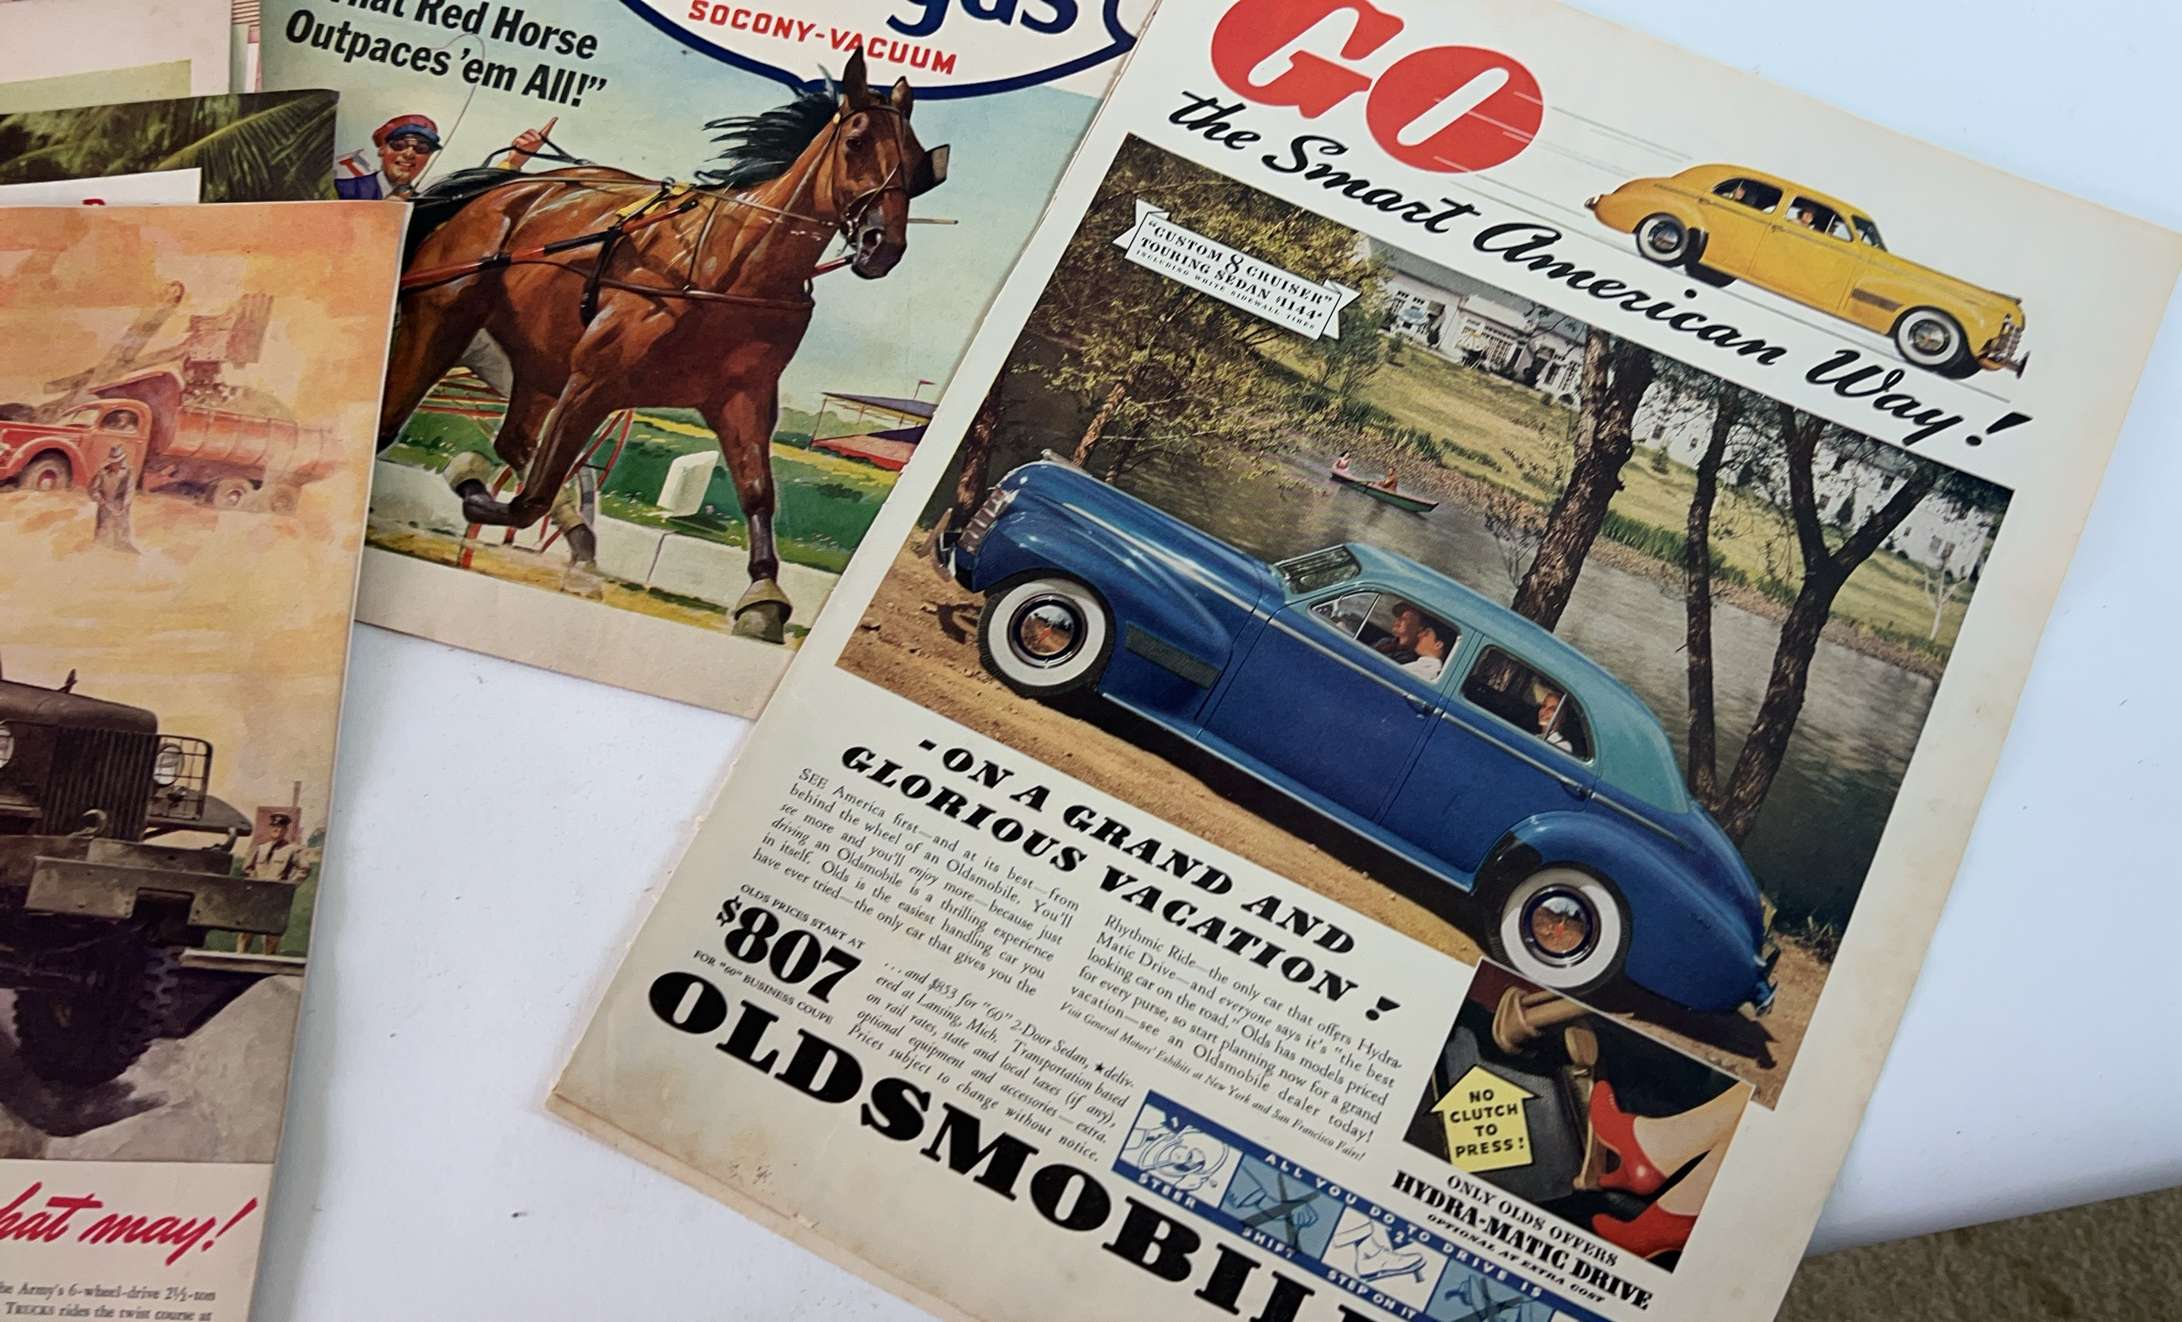 Red Horse
Outpaces 'em All!"
SOCONY-VACUUM
may!
Army's 6-wheel-drive 2½-ton
TRUCKS rides the twist course at
GO
the Smart American Way!
"CUSTOM 8 CRUISER"
TOURING SEDAN $1144*
INCLUDING WHITE SIDEWALL TIRES
-ON A GRAND AND
GLORIOUS VACATION!
SEE America first—and at its best—from
behind the wheel of an Oldsmobile. You'll
see more and you'll enjoy more—because just
driving an Oldsmobile is a thrilling experience
in itself. Olds is the easiest handling car you
have ever tried—the only car that gives you the
Rhythmic Ride—the only car that offers Hydra-
Matic Drive—and everyone says it's "the best
looking car on the road." Olds has models priced
for every purse, so start planning now for a grand
vacation—see an Oldsmobile dealer today!
Visit General Motors' Exhibits at New York and San Francisco Fairs!
OLDS PRICES START AT
$807
FOR "60" BUSINESS COUPE
. . . and $853 for "60" 2-Door Sedan, ★deliv-
ered at Lansing, Mich. Transportation based
on rail rates, state and local taxes (if any),
optional equipment and accessories—extra.
Prices subject to change without notice.
NO
CLUTCH
TO
PRESS!
ONLY OLDS OFFERS
HYDRA-MATIC DRIVE
OPTIONAL AT EXTRA COST
ALL YOU DO TO DRIVE IS
STEER
SHIFT
STEP ON IT